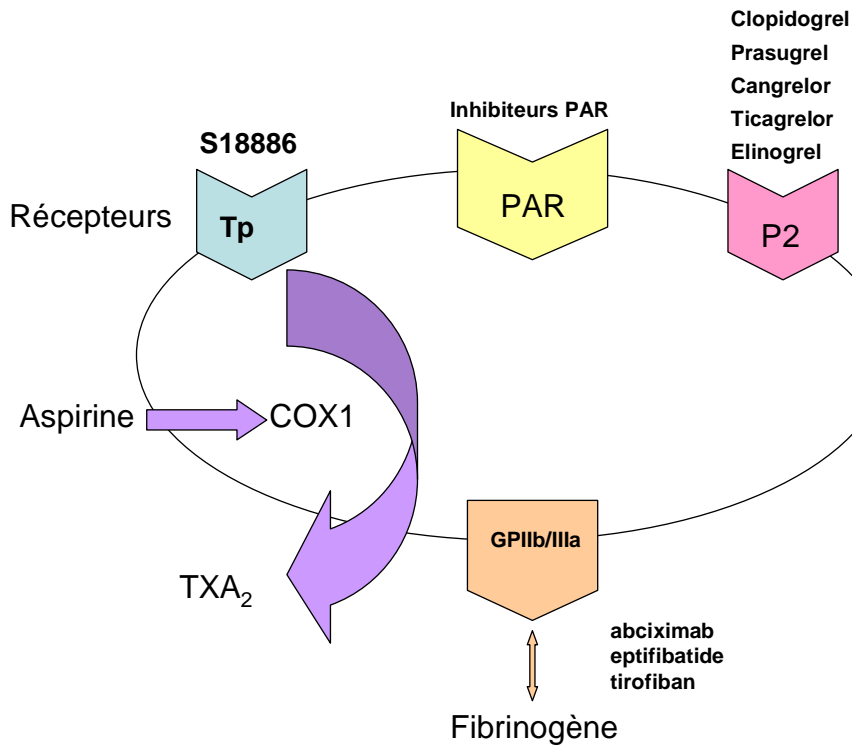 Clopidogrel
Prasugrel
Cangrelor
Ticagrelor
Elinogrel
Inhibiteurs PAR
S18886
Récepteurs
Tp
PAR
P2
Aspirine
COX1
GPIIb/IIIa
TXA₂
abciximab
eptifibatide
tirofiban
Fibrinogène